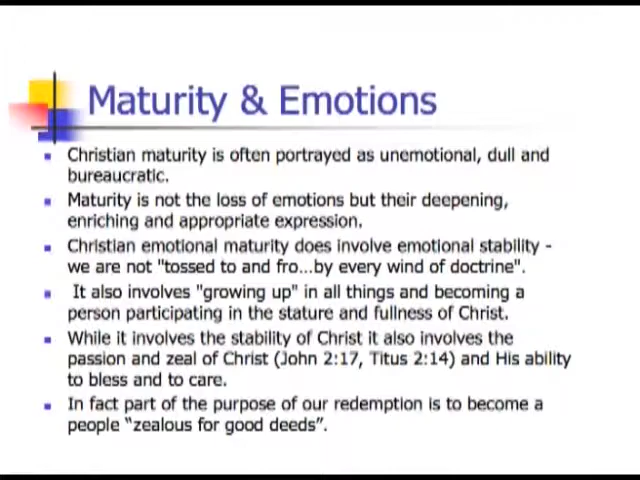 Maturity & Emotions
Christian maturity is often portrayed as unemotional, dull and
bureaucratic.
Maturity is not the loss of emotions but their deepening,
enriching and appropriate expression.
Christian emotional maturity does involve emotional stability -
we are not "tossed to and fro...by every wind of doctrine".
It also involves "growing up" in all things and becoming a
person participating in the stature and fullness of Christ.
While it involves the stability of Christ it also involves the
passion and zeal of Christ (John 2:17, Titus 2:14) and His ability
to bless and to care.
In fact part of the purpose of our redemption is to become a
people “zealous for good deeds”.